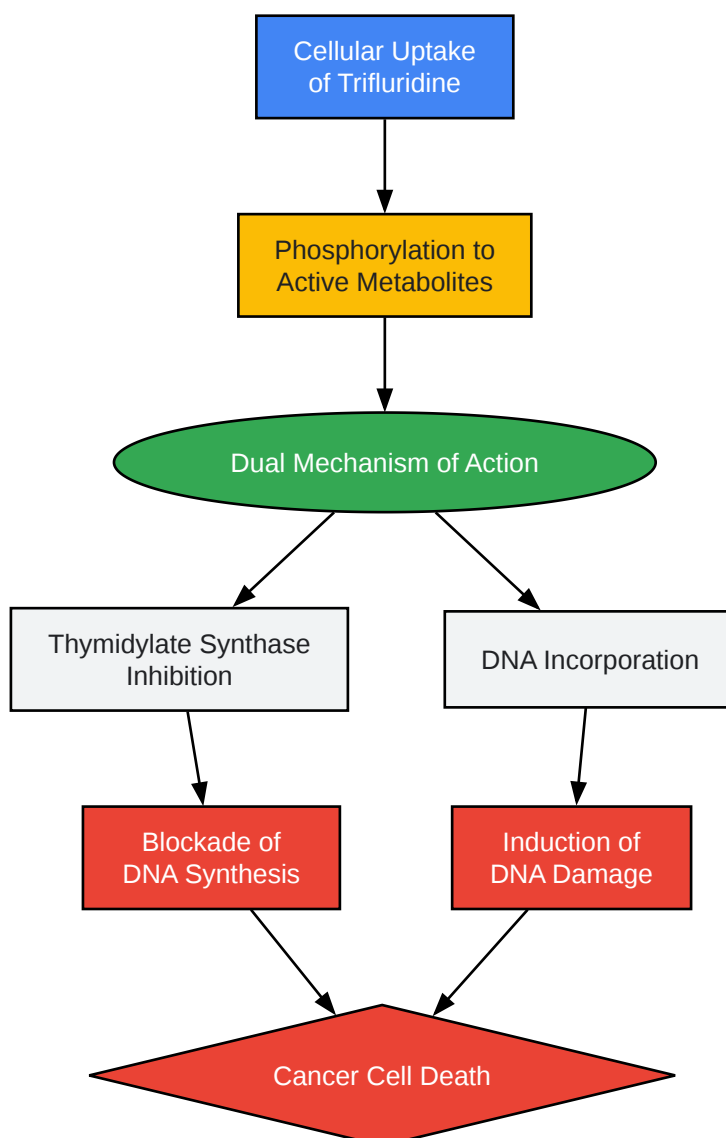 Cellular Uptake
of Trifluridine
Phosphorylation to
Active Metabolites
Dual Mechanism of Action
Thymidylate Synthase
Inhibition
DNA Incorporation
Blockade of
DNA Synthesis
Induction of
DNA Damage
Cancer Cell Death